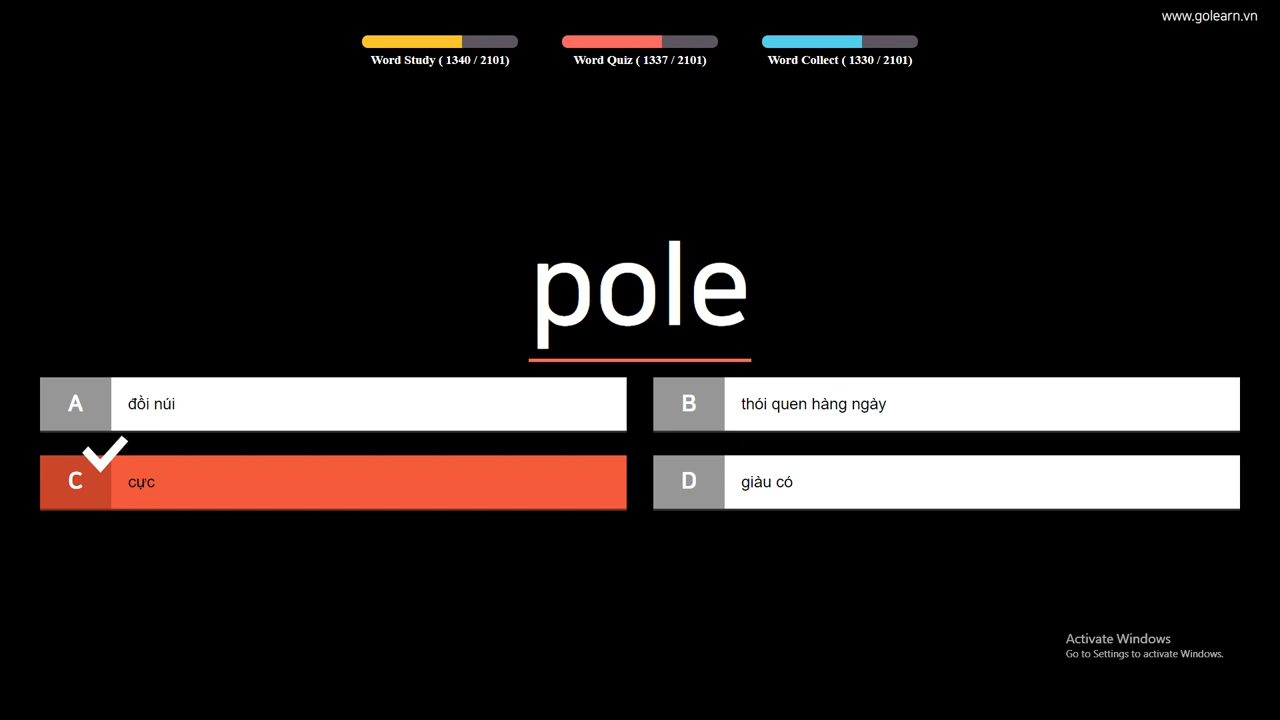 www.golearn.vn
Word Study ( 1340 / 2101)
Word Quiz ( 1337 / 2101)
Word Collect ( 1330 / 2101)
pole
A đồi núi
B thói quen hàng ngày
C cực
D giàu có
Activate Windows
Go to Settings to activate Windows.